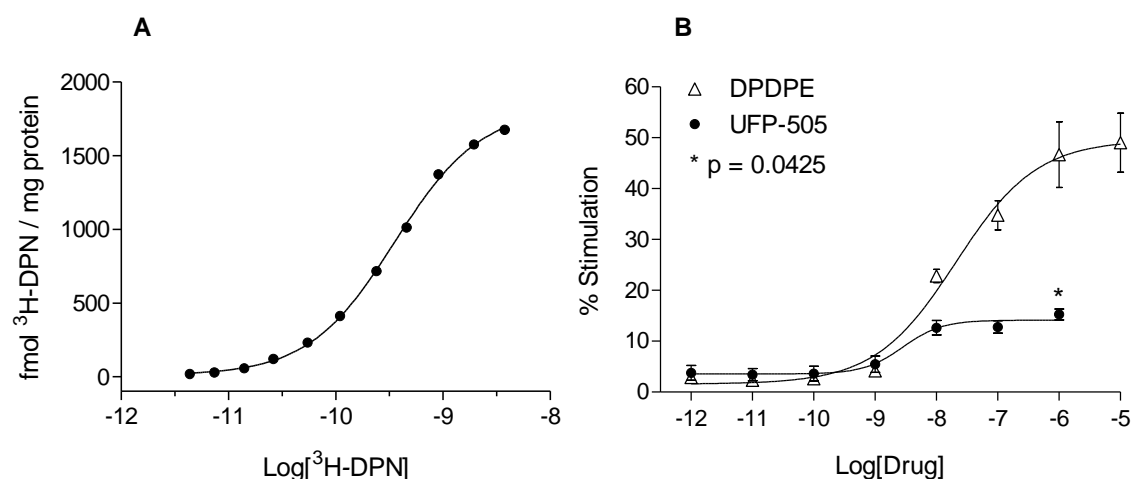 A
2000
1500
1000
500
0
-12 -11 -10 -9 -8
Log[³H-DPN]
fmol ³H-DPN / mg protein
B
60
50
40
30
20
10
0
-12 -11 -10 -9 -8 -7 -6 -5
Log[Drug]
% Stimulation
DPDPE
UFP-505
* p = 0.0425
*